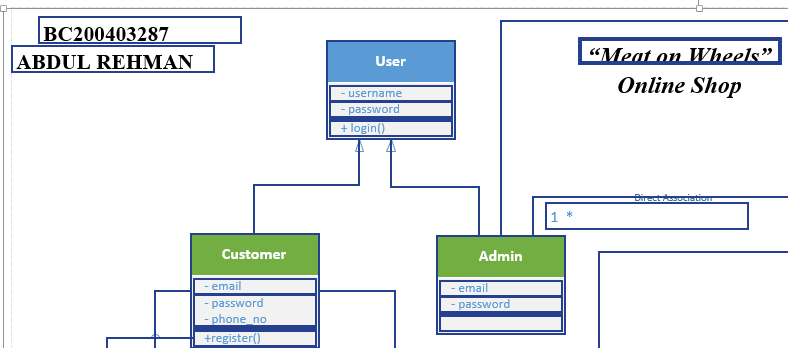 BC200403287
ABDUL REHMAN
“Meat on Wheels”
Online Shop
User
- username
- password
+ login()
Direct Association
1 *
Customer
- email
- password
- phone_no
+register()
Admin
- email
- password